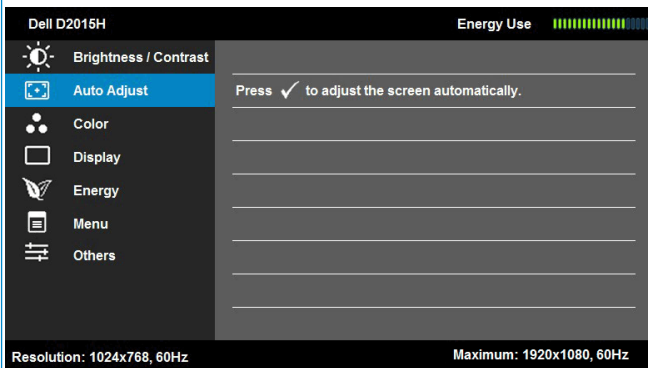 Dell D2015H Energy Use
Brightness / Contrast
Auto Adjust Press ✓ to adjust the screen automatically.
Color
Display
Energy
Menu
Others
Resolution: 1024x768, 60Hz Maximum: 1920x1080, 60Hz